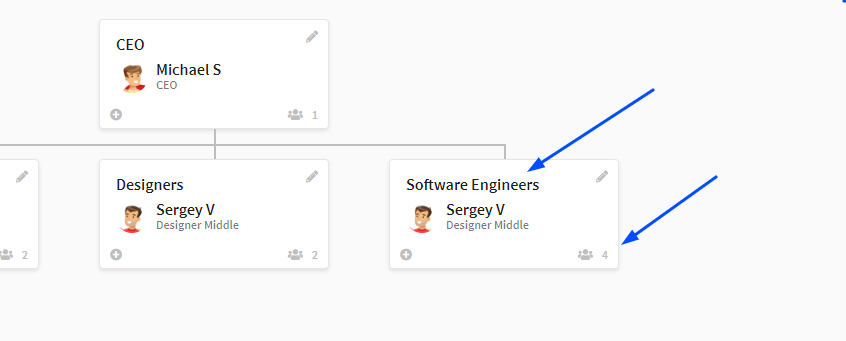 CEO
Michael S
CEO
1
Designers
Software Engineers
Sergey V
Sergey V
Designer Middle
Designer Middle
2
2
4